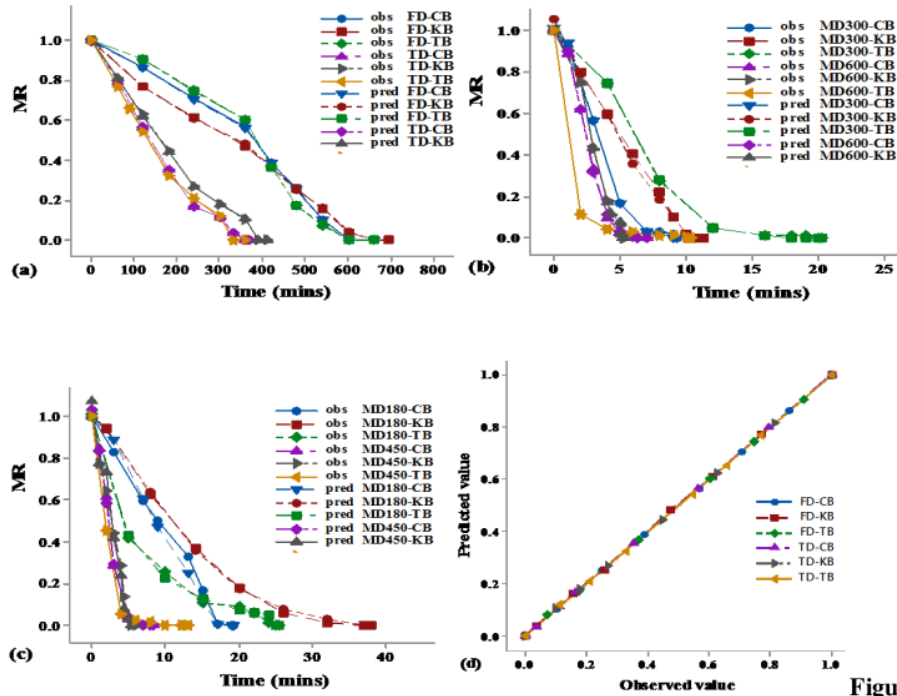 1.0
0.8
0.6
0.4
0.2
0.0
MR
0 100 200 300 400 500 600 700 800
Time (mins)
(a)
obs FD-CB
obs FD-KB
obs FD-TB
obs TD-CB
obs TD-KB
obs TD-TB
pred FD-CB
pred FD-KB
pred FD-TB
pred TD-CB
pred TD-KB
1.0
0.8
0.6
0.4
0.2
0.0
MR
0 5 10 15 20 25
Time (mins)
(b)
obs MD300-CB
obs MD300-KB
obs MD300-TB
obs MD600-CB
obs MD600-KB
obs MD600-TB
pred MD300-CB
pred MD300-KB
pred MD300-TB
pred MD600-CB
pred MD600-KB
1.0
0.8
0.6
0.4
0.2
0.0
MR
0 10 20 30 40
Time (mins)
(c)
obs MD180-CB
obs MD180-KB
obs MD180-TB
obs MD450-CB
obs MD450-KB
obs MD450-TB
pred MD180-CB
pred MD180-KB
pred MD180-TB
pred MD450-CB
pred MD450-KB
1.0
0.8
0.6
0.4
0.2
0.0
Predicted value
0.0 0.2 0.4 0.6 0.8 1.0
Observed value
(d)
FD-CB
FD-KB
FD-TB
TD-CB
TD-KB
TD-TB
Figu